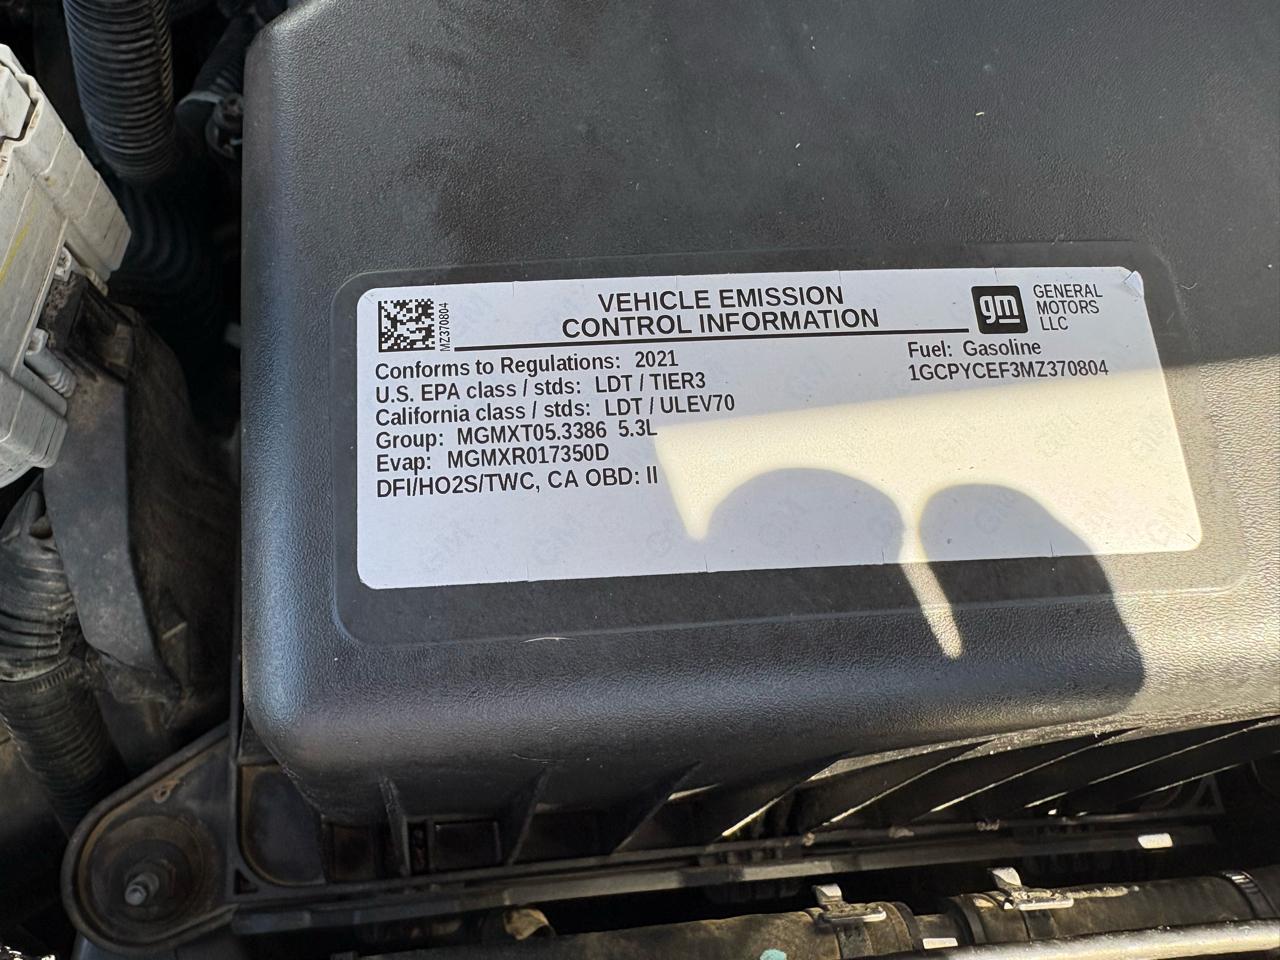 VEHICLE EMISSION
CONTROL INFORMATION
gm
GENERAL
MOTORS
LLC
MZ370804
Conforms to Regulations: 2021
U.S. EPA class / stds: LDT / TIER3
California class / stds: LDT / ULEV70
Group: MGMXT05.3386 5.3L
Evap: MGMXR017350D
DFI/HO2S/TWC, CA OBD: II
Fuel: Gasoline
1GCPYCEF3MZ370804